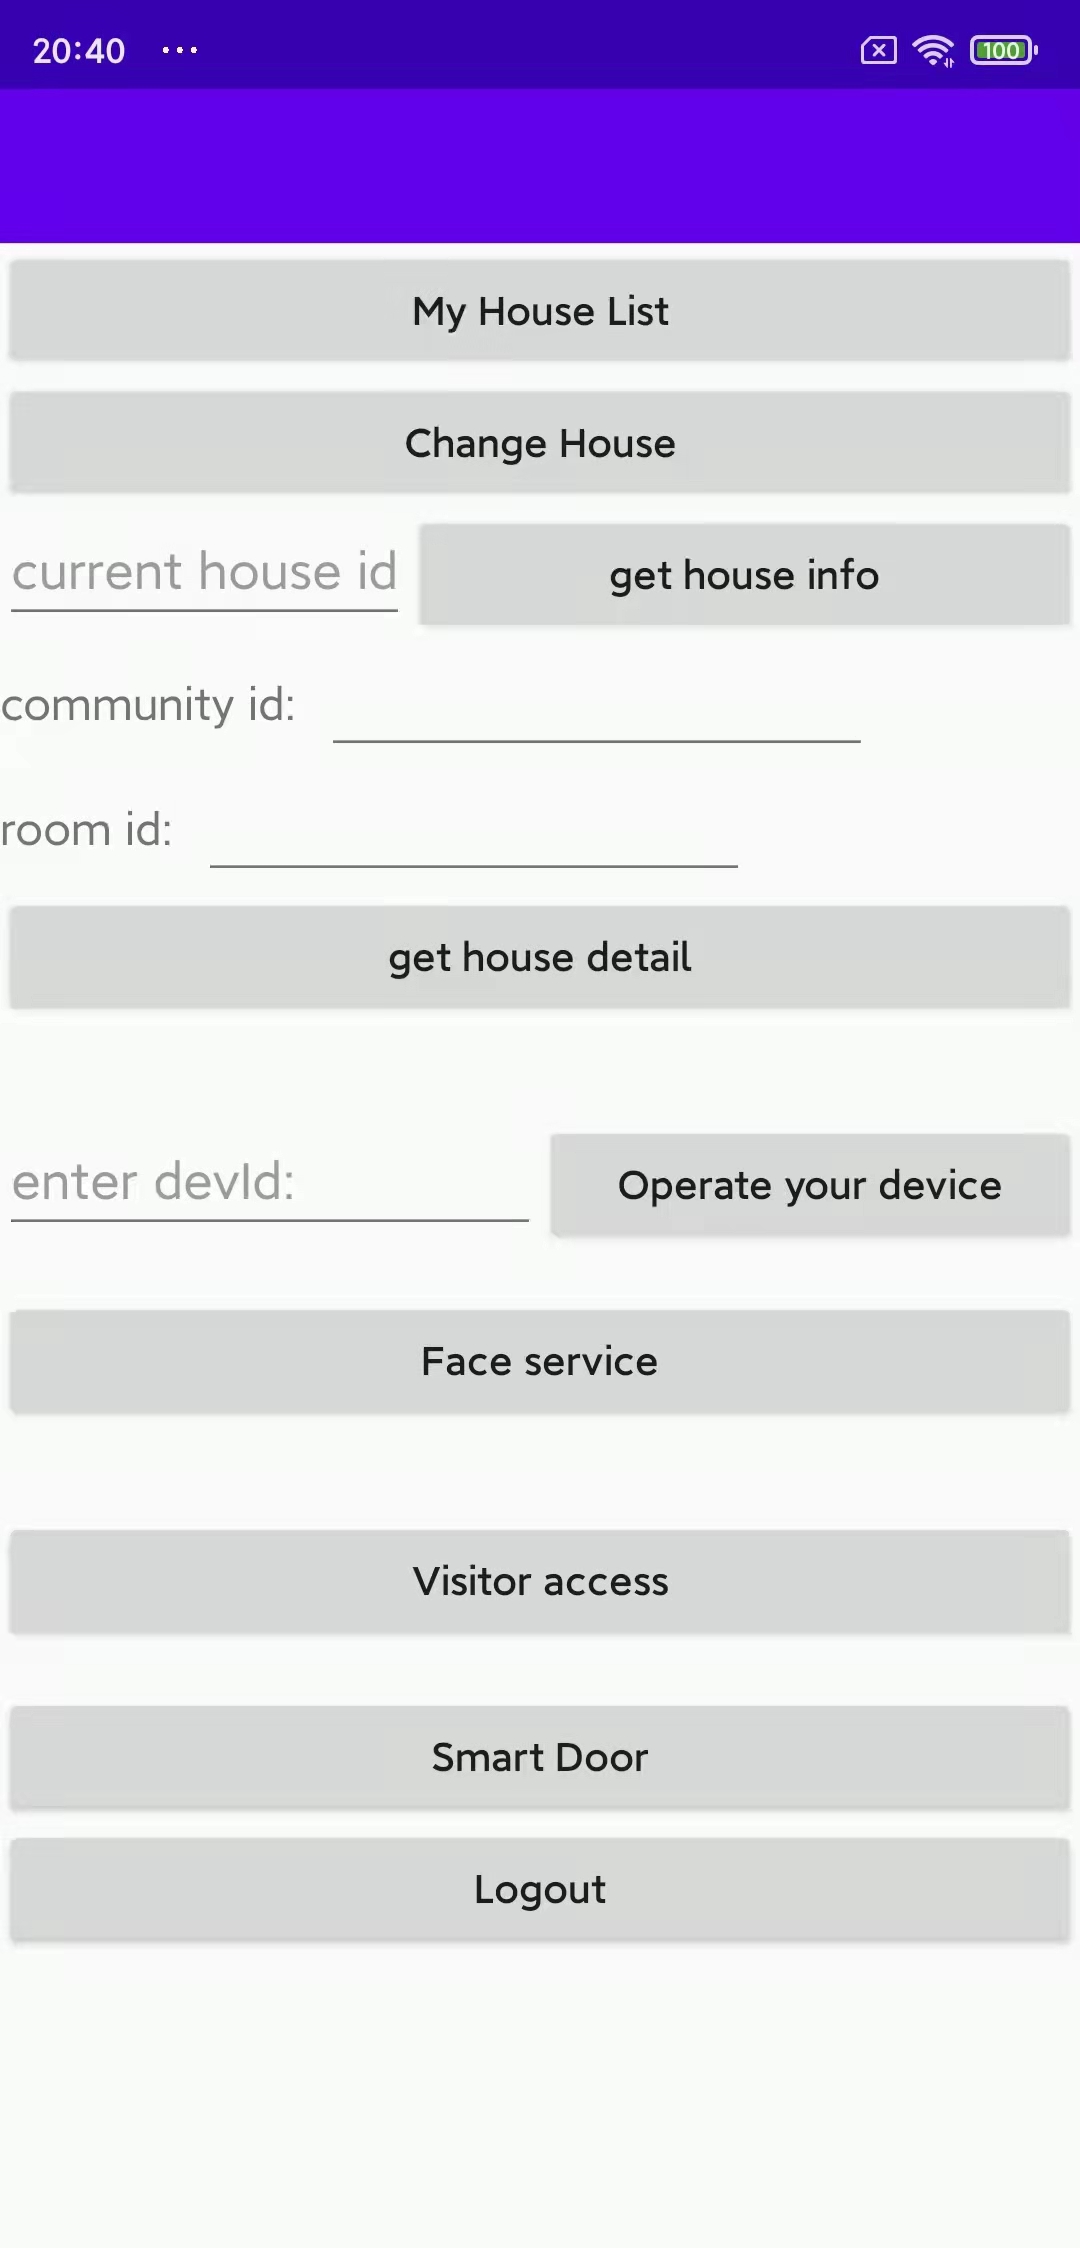 20:40 ... 100
My House List
Change House
current house id get house info
community id:
room id:
get house detail
enter devId: Operate your device
Face service
Visitor access
Smart Door
Logout